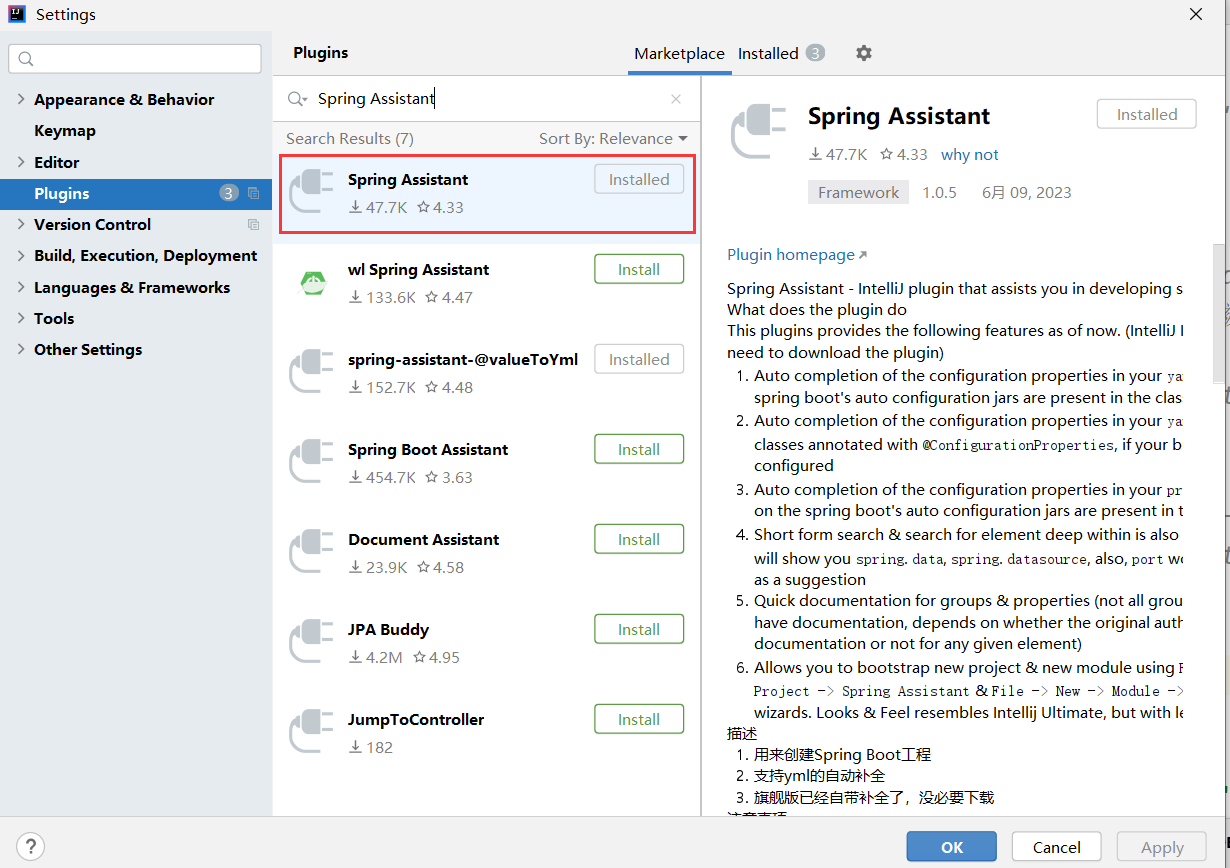 Settings
Appearance & Behavior
Keymap
Editor
Plugins 3
Version Control
Build, Execution, Deployment
Languages & Frameworks
Tools
Other Settings
Plugins
Marketplace Installed 3
Spring Assistant
Search Results (7) Sort By: Relevance
Spring Assistant Installed
47.7K 4.33
wl Spring Assistant Install
133.6K 4.47
spring-assistant-@valueToYml Installed
152.7K 4.48
Spring Boot Assistant Install
454.7K 3.63
Document Assistant Install
23.9K 4.58
JPA Buddy Install
4.2M 4.95
JumpToController Install
182
Spring Assistant Installed
47.7K 4.33 why not
Framework 1.0.5 6月 09, 2023
Plugin homepage
Spring Assistant - IntelliJ plugin that assists you in developing s
What does the plugin do
This plugins provides the following features as of now. (IntelliJ
need to download the plugin)
1. Auto completion of the configuration properties in your ya
spring boot's auto configuration jars are present in the clas
2. Auto completion of the configuration properties in your ya
classes annotated with @ConfigurationProperties, if your b
configured
3. Auto completion of the configuration properties in your pr
on the spring boot's auto configuration jars are present in t
4. Short form search & search for element deep within is also
will show you spring.data, spring.datasource, also, port w
as a suggestion
5. Quick documentation for groups & properties (not all grou
have documentation, depends on whether the original auth
documentation or not for any given element)
6. Allows you to bootstrap new project & new module using
Project -> Spring Assistant & File -> New -> Module ->
wizards. Looks & Feel resembles Intellij Ultimate, but with le
描述
1. 用来创建Spring Boot工程
2. 支持yml的自动补全
3. 旗舰版已经自带补全了，没必要下载
?
OK Cancel Apply